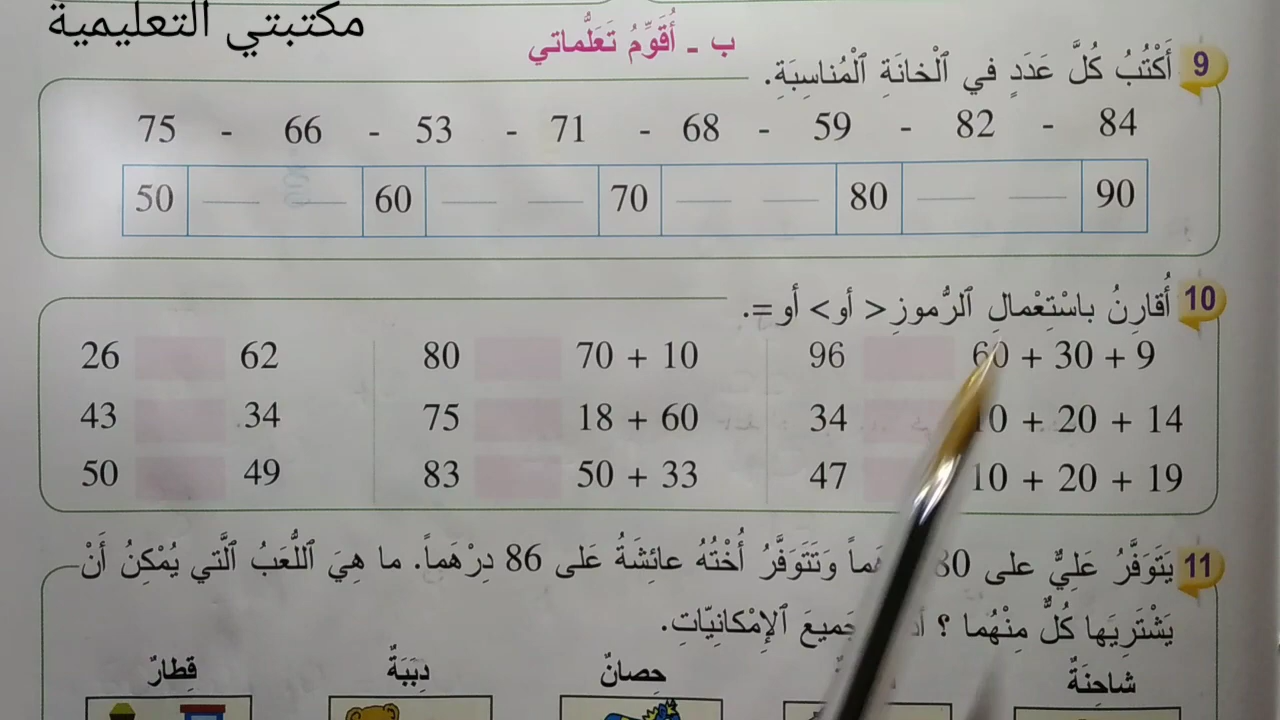 مكتبتي التعليمية
ب ـ أُقَوِّمُ تَعَلُّماتي
9 أَكْتُبُ كُلَّ عَدَدٍ في ٱلْخانَةِ ٱلْمُناسِبَةِ.
75 - 66 - 53 - 71 - 68 - 59 - 82 - 84
50 60 70 80 90
10 أُقارِنُ بِاسْتِعْمالِ ٱلرُّموزِ < أو > أو =.
26 62 80 70 + 10 96 60 + 30 + 9
43 34 75 18 + 60 34 10 + 20 + 14
50 49 83 50 + 33 47 10 + 20 + 19
11 يَتَوَفَّرُ عَلِيٌّ على وَتَتَوَفَّرُ أُخْتُهُ عائِشَةُ عَلى 86 دِرْهَماً. ما هِيَ ٱللُّعَبُ ٱلَّتي يُمْكِنُ أَنْ
يَشْتَرِيَها كُلٌّ مِنْهُما ؟ جَميعَ ٱلإِمْكانِيّاتِ.
شاحِنَةٌ حِصانٌ دِبَبَةٌ قِطارٌ